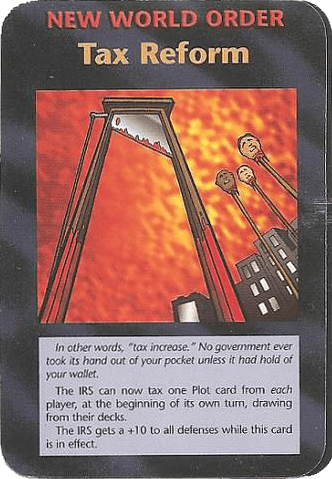 NEW WORLD ORDER
Tax Reform
In other words, "tax increase." No government ever
took its hand out of your pocket unless it had hold of
your wallet.
The IRS can now tax one Plot card from each
player, at the beginning of its own turn, drawing
from their decks.
The IRS gets a +10 to all defenses while this card
is in effect.